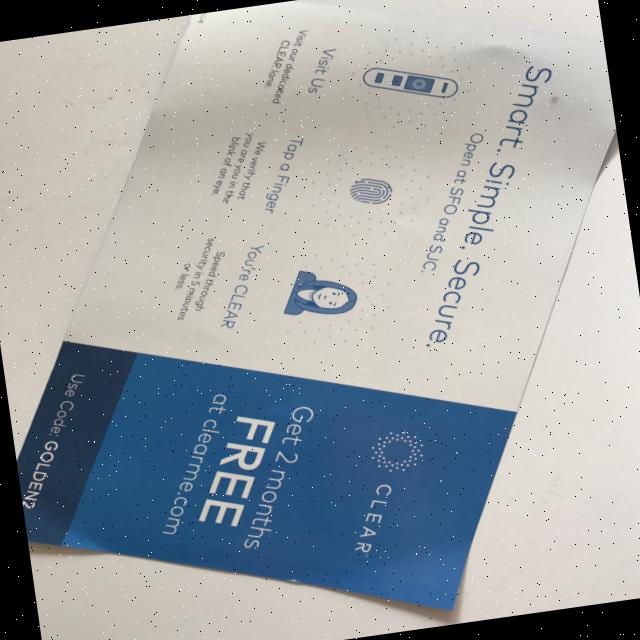 Smart. Simple. Secure.
Open at SFO and SJC.
Visit Us
Visit our dedicated
CLEAR lane.
Tap a Finger
We verify that
you are you in the
blink of an eye.
You're CLEAR
Speed through
security in 5 minutes
or less.
CLEAR
Get 2 months
FREE
at clearme.com
Use Code: GOLDEN2